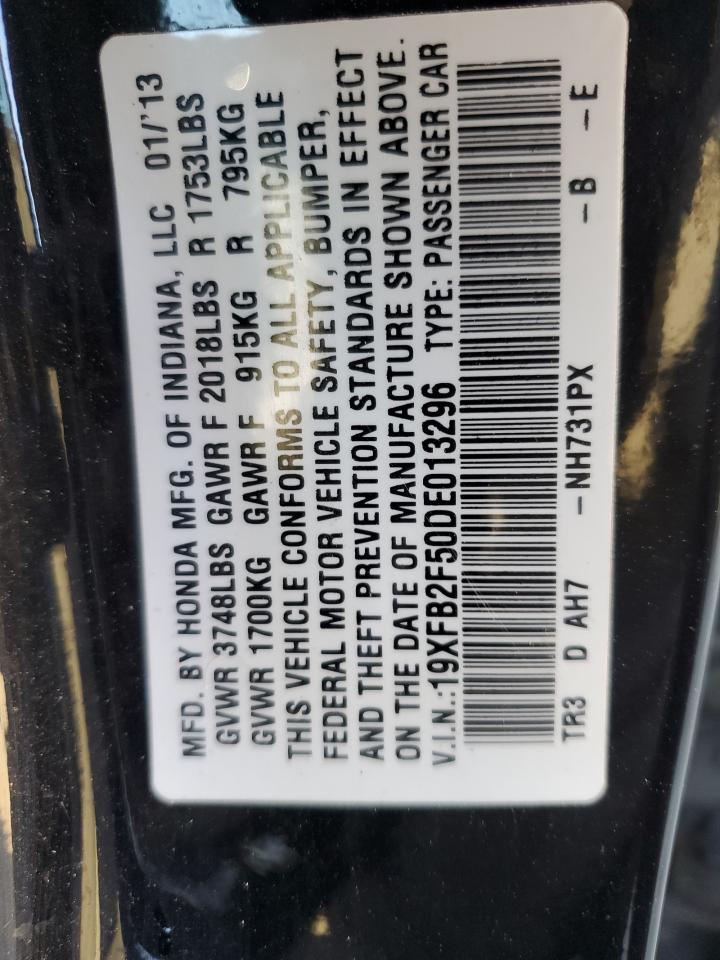 MFD. BY HONDA MFG. OF INDIANA, LLC 01/'13
GVWR 3748LBS GAWR F 2018LBS R 1753LBS
GVWR 1700KG GAWR F 915KG R 795KG
THIS VEHICLE CONFORMS TO ALL APPLICABLE
FEDERAL MOTOR VEHICLE SAFETY, BUMPER,
AND THEFT PREVENTION STANDARDS IN EFFECT
ON THE DATE OF MANUFACTURE SHOWN ABOVE.
V.I.N.:19XFB2F50DE013296 TYPE: PASSENGER CAR
TR3 D AH7 -NH731PX -B -E